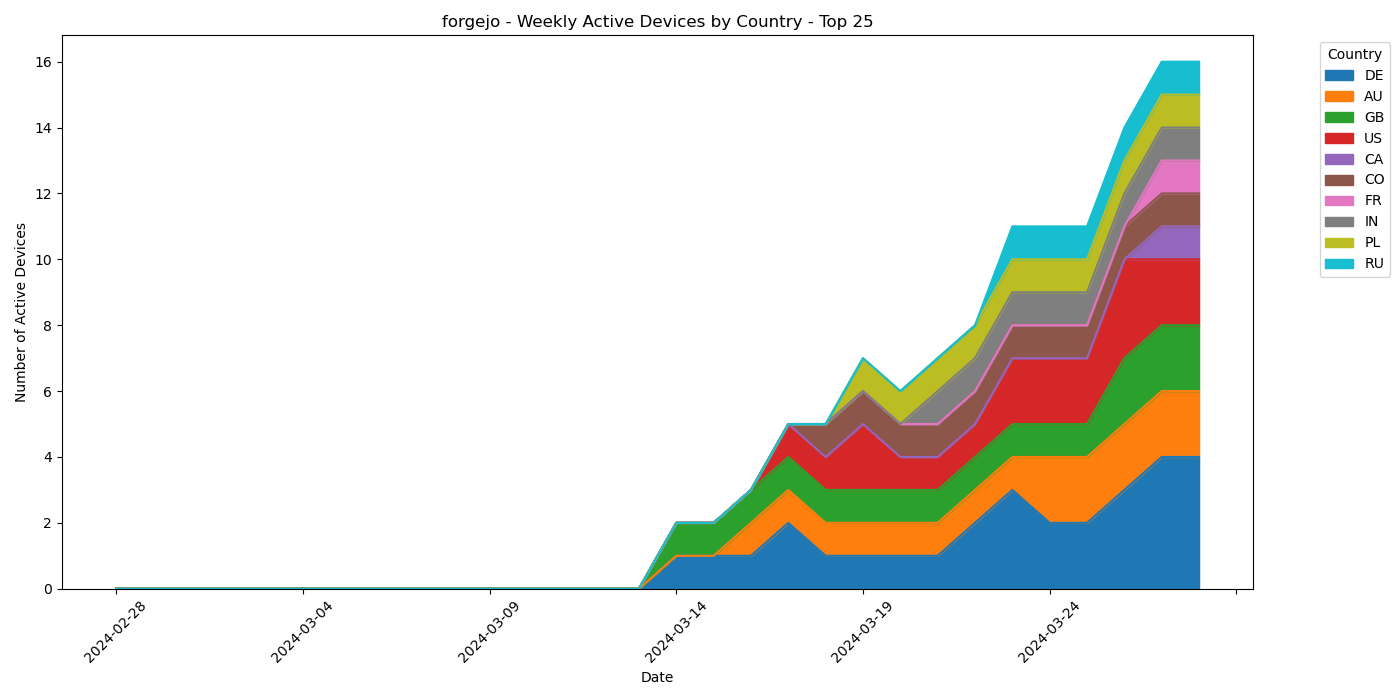 forgejo - Weekly Active Devices by Country - Top 25
Number of Active Devices
16
14
12
10
8
6
4
2
0
2024-02-28
2024-03-04
2024-03-09
2024-03-14
2024-03-19
2024-03-24
Date
Country
DE
AU
GB
US
CA
CO
FR
IN
PL
RU